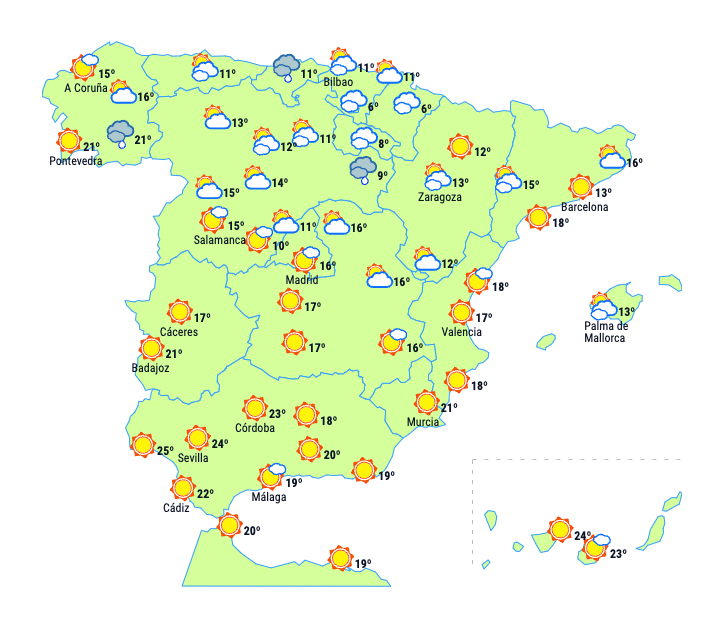 15º
A Coruña
16º
11º
11º
11º
Bilbao
11º
6º
6º
21º
Pontevedra
21º
13º
12º
11º
8º
9º
12º
16º
15º
14º
13º
Zaragoza
15º
13º
Barcelona
18º
15º
Salamanca
10º
11º
16º
16º
Madrid
16º
12º
18º
17º
17º
Cáceres
17º
Valencia
13º
Palma de
Mallorca
21º
Badajoz
17º
16º
18º
21º
Murcia
23º
Córdoba
18º
25º
24º
Sevilla
20º
19º
22º
Cádiz
19º
Málaga
20º
19º
24º
23º